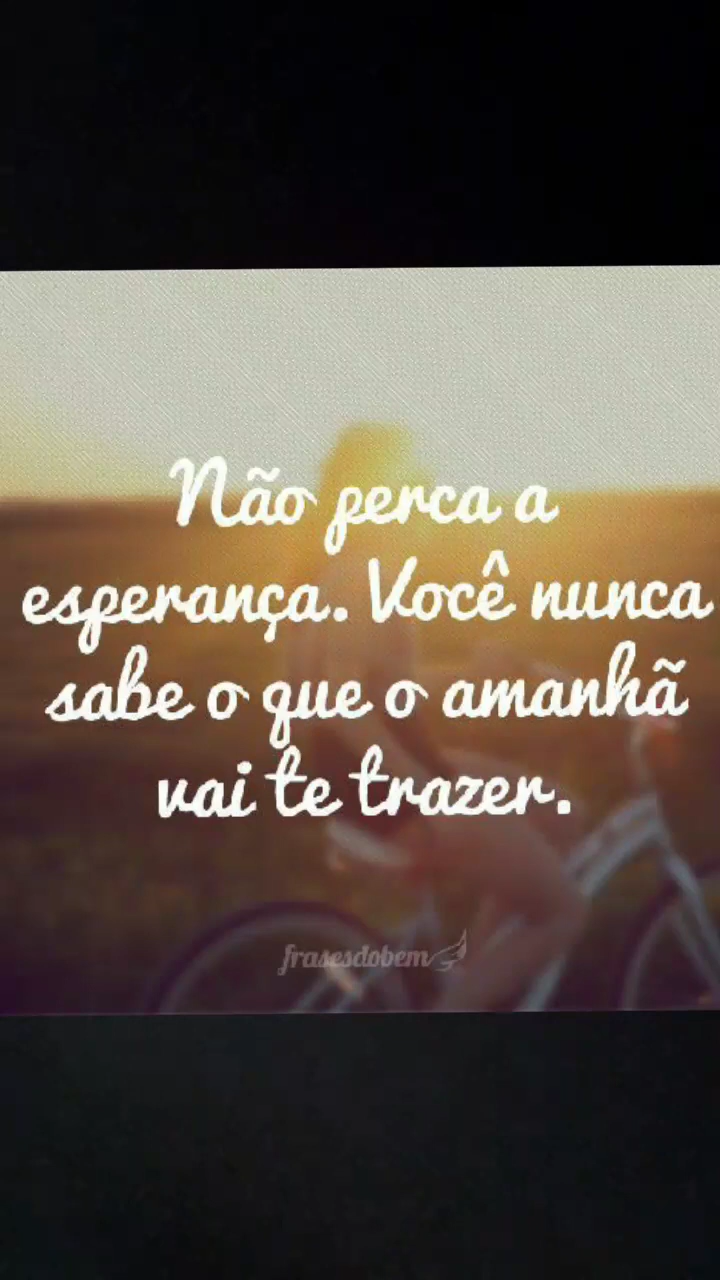 Não perca a
esperança. Você nunca
sabe o que o amanhã
vai te trazer.
frasesdobem